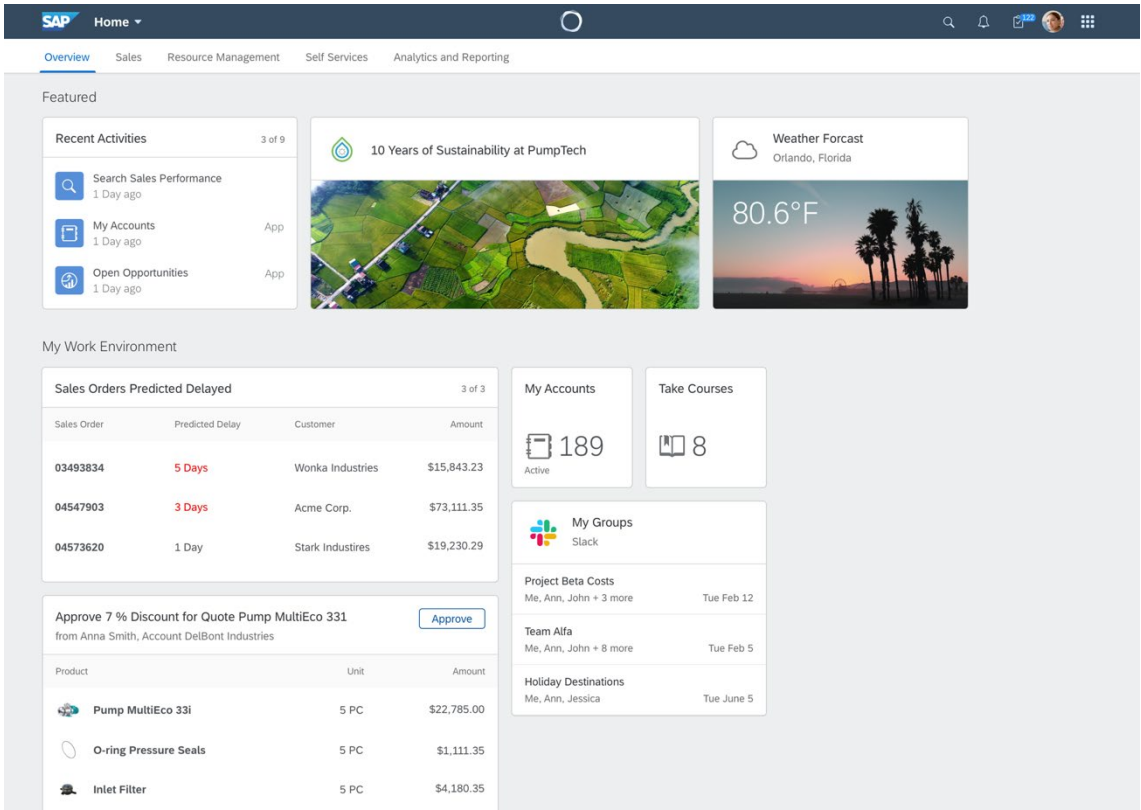 SAP Home
122
Overview Sales Resource Management Self Services Analytics and Reporting
Featured
Recent Activities 3 of 9
Search Sales Performance
1 Day ago
My Accounts App
1 Day ago
Open Opportunities App
1 Day ago
10 Years of Sustainability at PumpTech
Weather Forcast
Orlando, Florida
80.6°F
My Work Environment
Sales Orders Predicted Delayed 3 of 3
Sales Order Predicted Delay Customer Amount
03493834 5 Days Wonka Industries $15,843.23
04547903 3 Days Acme Corp. $73,111.35
04573620 1 Day Stark Industires $19,230.29
Approve 7 % Discount for Quote Pump MultiEco 331 Approve
from Anna Smith, Account DelBont Industries
Product Unit Amount
Pump MultiEco 33i 5 PC $22,785.00
O-ring Pressure Seals 5 PC $1,111.35
Inlet Filter 5 PC $4,180.35
My Accounts
189
Active
Take Courses
8
My Groups
Slack
Project Beta Costs
Me, Ann, John + 3 more Tue Feb 12
Team Alfa
Me, Ann, John + 8 more Tue Feb 5
Holiday Destinations
Me, Ann, Jessica Tue June 5